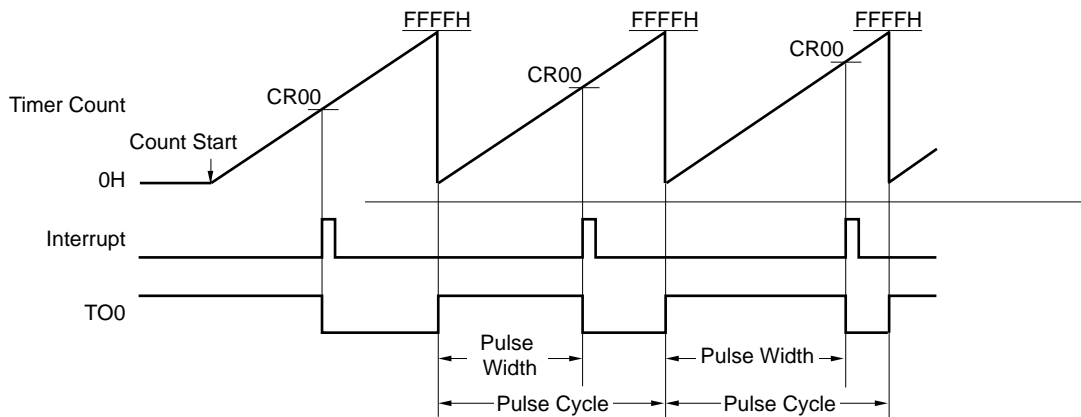 FFFFH FFFFH FFFFH
CR00
CR00
CR00
Timer Count
Count Start
0H
Interrupt
TO0
Pulse
Width
Pulse Width
Pulse Cycle Pulse Cycle